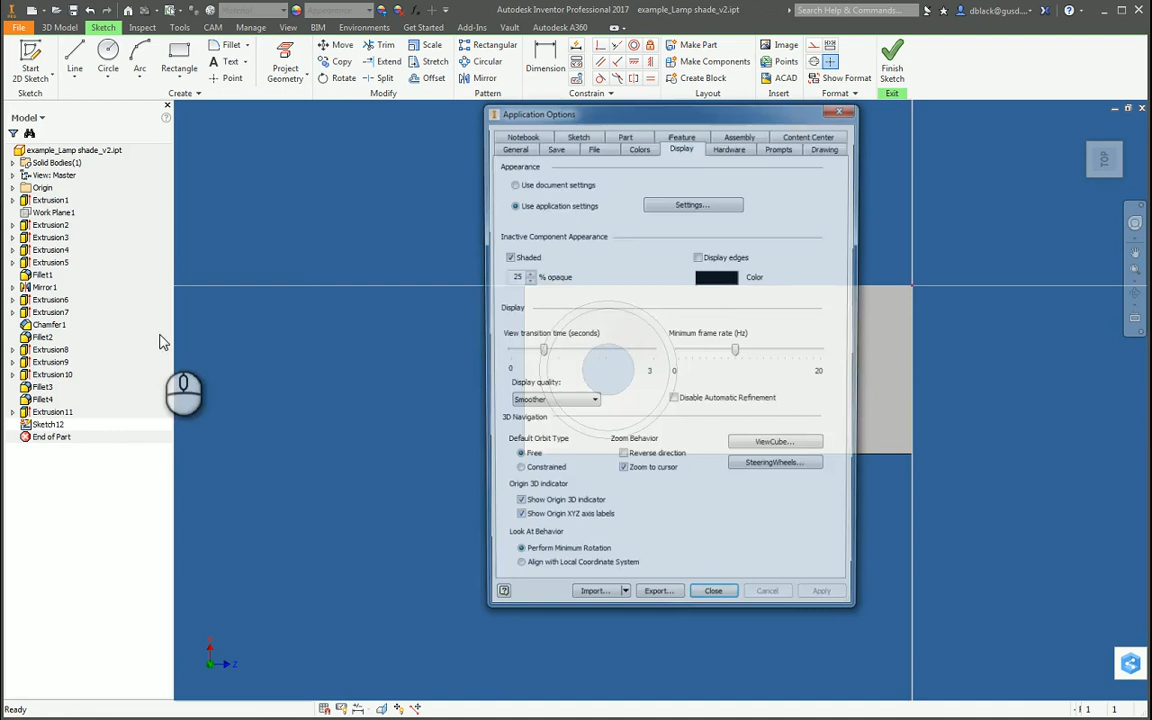 PRO
Material
Appearance
Autodesk Inventor Professional 2017 example_Lamp shade_v2.ipt
Search Help & Commands...
dblack@gusd...
File 3D Model Sketch Inspect Tools CAM Manage View BIM Environments Get Started Add-Ins Vault Autodesk A360
Start
2D Sketch
Sketch
Line
Circle
Arc
Rectangle
Fillet
Text
Point
Create
Project
Geometry
Move
Copy
Rotate
Trim
Extend
Split
Scale
Stretch
Offset
Modify
Rectangular
Circular
Mirror
Pattern
Dimension
Constrain
Make Part
Make Components
Create Block
Layout
Image
Points
ACAD
Insert
Show Format
Format
Finish
Sketch
Exit
Model
example_Lamp shade_v2.ipt
Solid Bodies(1)
View: Master
Origin
Extrusion1
Work Plane1
Extrusion2
Extrusion3
Extrusion4
Extrusion5
Fillet1
Mirror1
Extrusion6
Extrusion7
Chamfer1
Fillet2
Extrusion8
Extrusion9
Extrusion10
Fillet3
Fillet4
Extrusion11
Sketch12
End of Part
Application Options
Notebook Sketch Part iFeature Assembly Content Center
General Save File Colors Display Hardware Prompts Drawing
Appearance
Use document settings
Use application settings
Settings...
Inactive Component Appearance
Shaded
Display edges
25 % opaque
Color
Display
View transition time (seconds)
Minimum frame rate (Hz)
0 3 0 20
Display quality:
Smoother
Disable Automatic Refinement
3D Navigation
Default Orbit Type
Zoom Behavior
ViewCube...
Free
Reverse direction
Constrained
Zoom to cursor
SteeringWheels...
Origin 3D indicator
Show Origin 3D indicator
Show Origin XYZ axis labels
Look At Behavior
Perform Minimum Rotation
Align with Local Coordinate System
Import...
Export...
Close
Cancel
Apply
TOP
Z
Ready
1 1